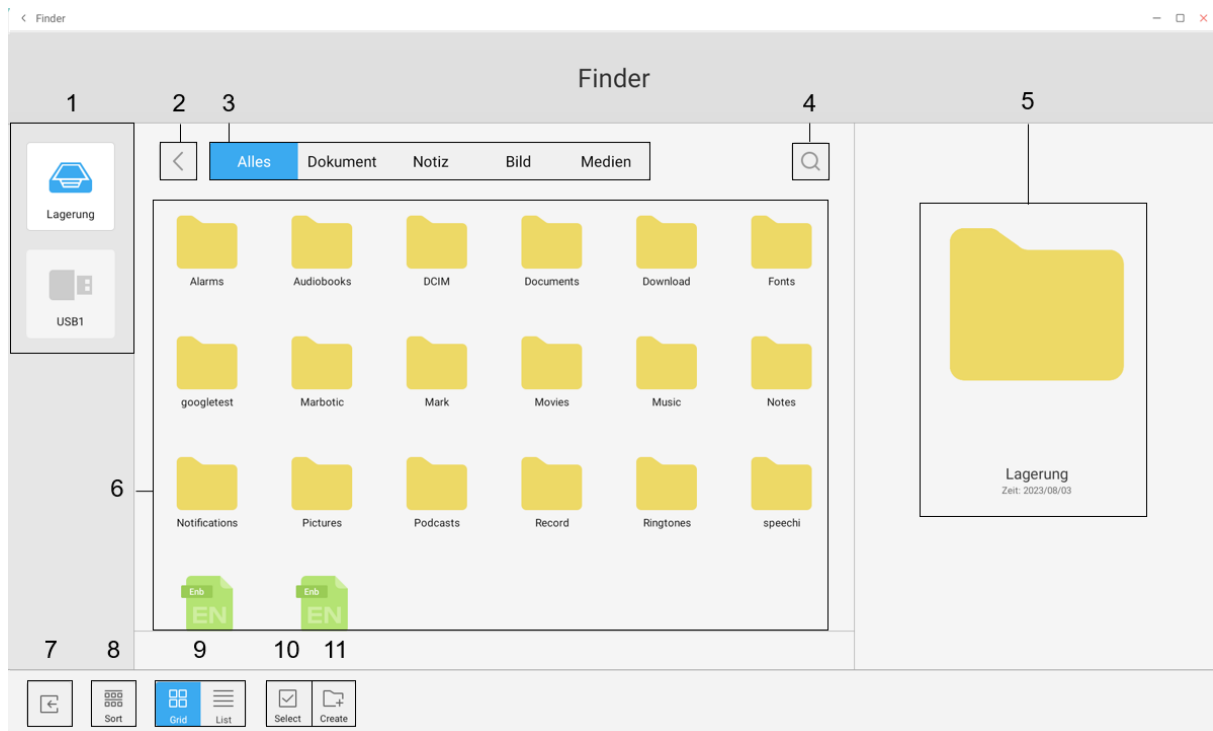 Finder
Finder
1 2 3 4 5
Alles Dokument Notiz Bild Medien
Lagerung
Alarms Audiobooks DCIM Documents Download Fonts
USB1
googletest Marbotic Mark Movies Music Notes
Lagerung
Zeit: 2023/08/03
6
Notifications Pictures Podcasts Record Ringtones speechi
Enb Enb
EN EN
7 8 9 10 11
Sort Grid List Select Create